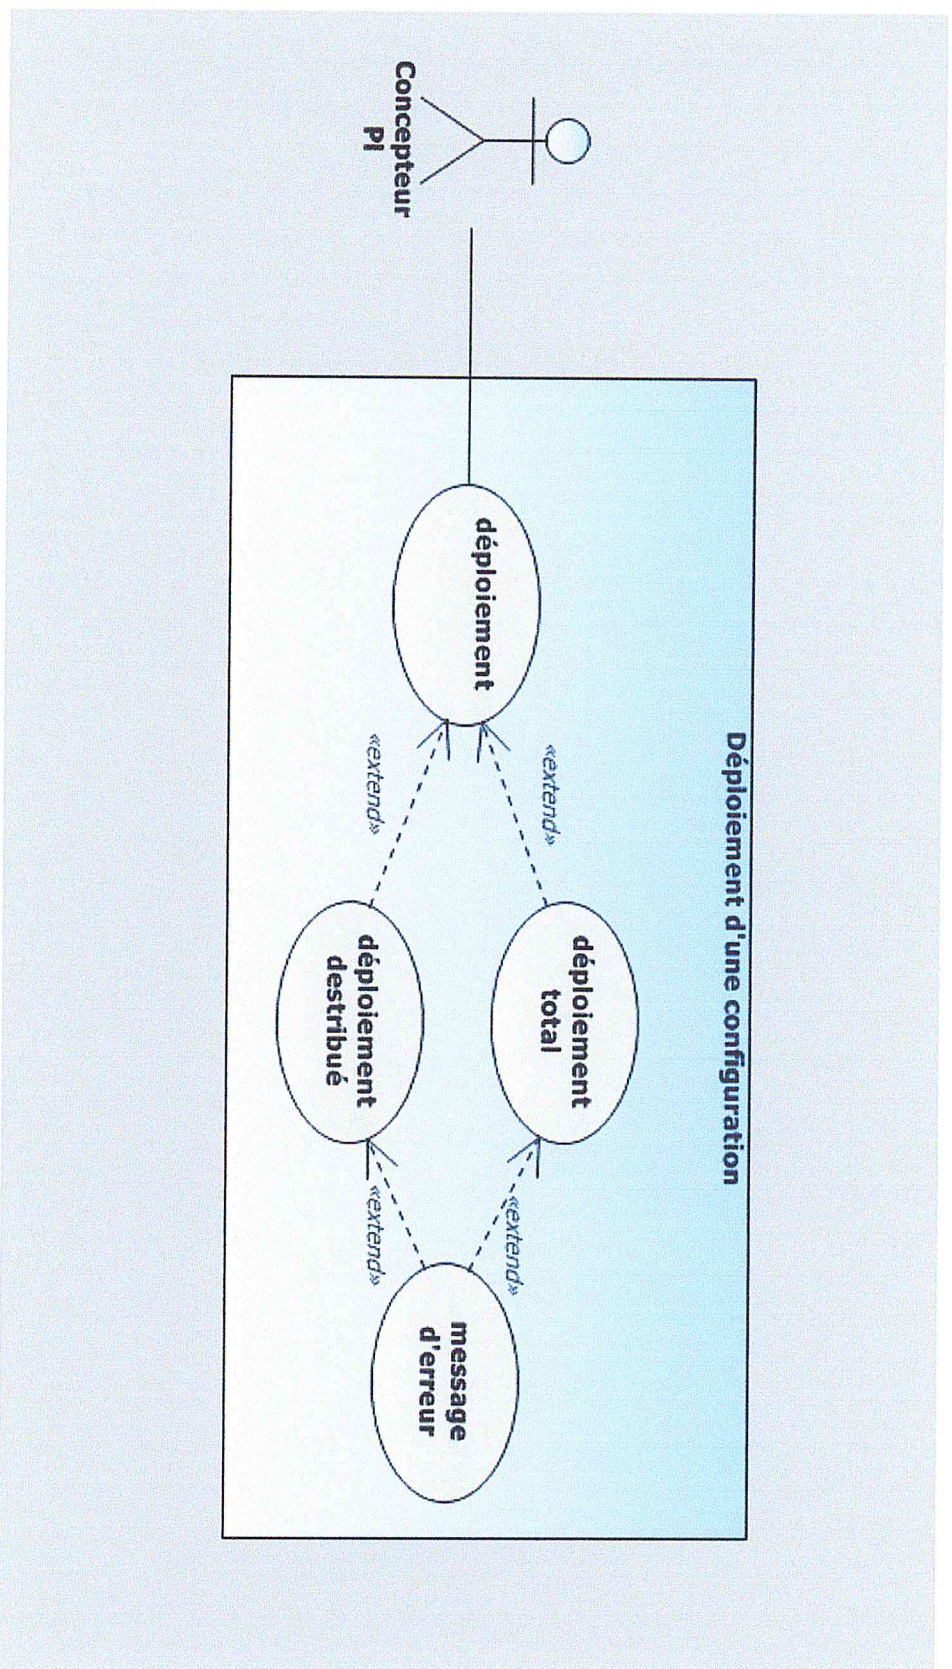 Déploiement d'une configuration
Concepteur
PI
déploiement
«extend»
«extend»
déploiement
total
déploiement
destribué
«extend»
«extend»
message
d'erreur